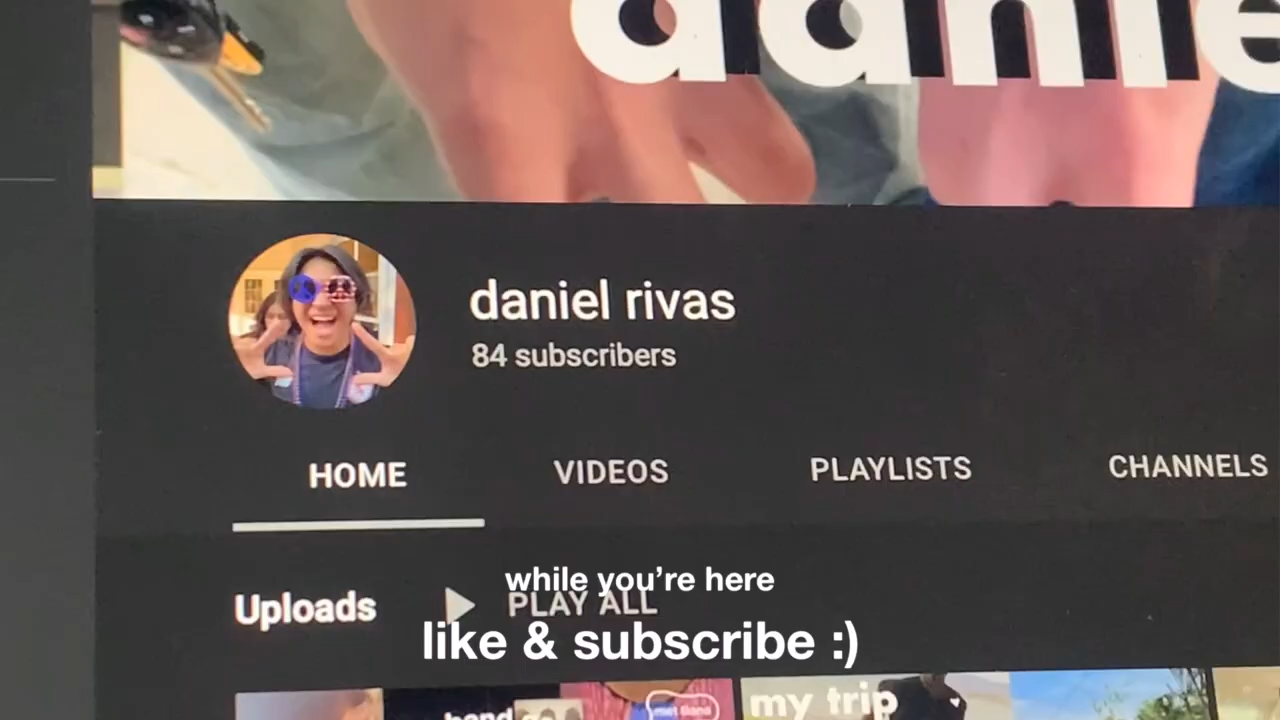 danie
daniel rivas
84 subscribers
HOME VIDEOS PLAYLISTS CHANNELS
while you're here
Uploads PLAY ALL
like & subscribe :)
my trip